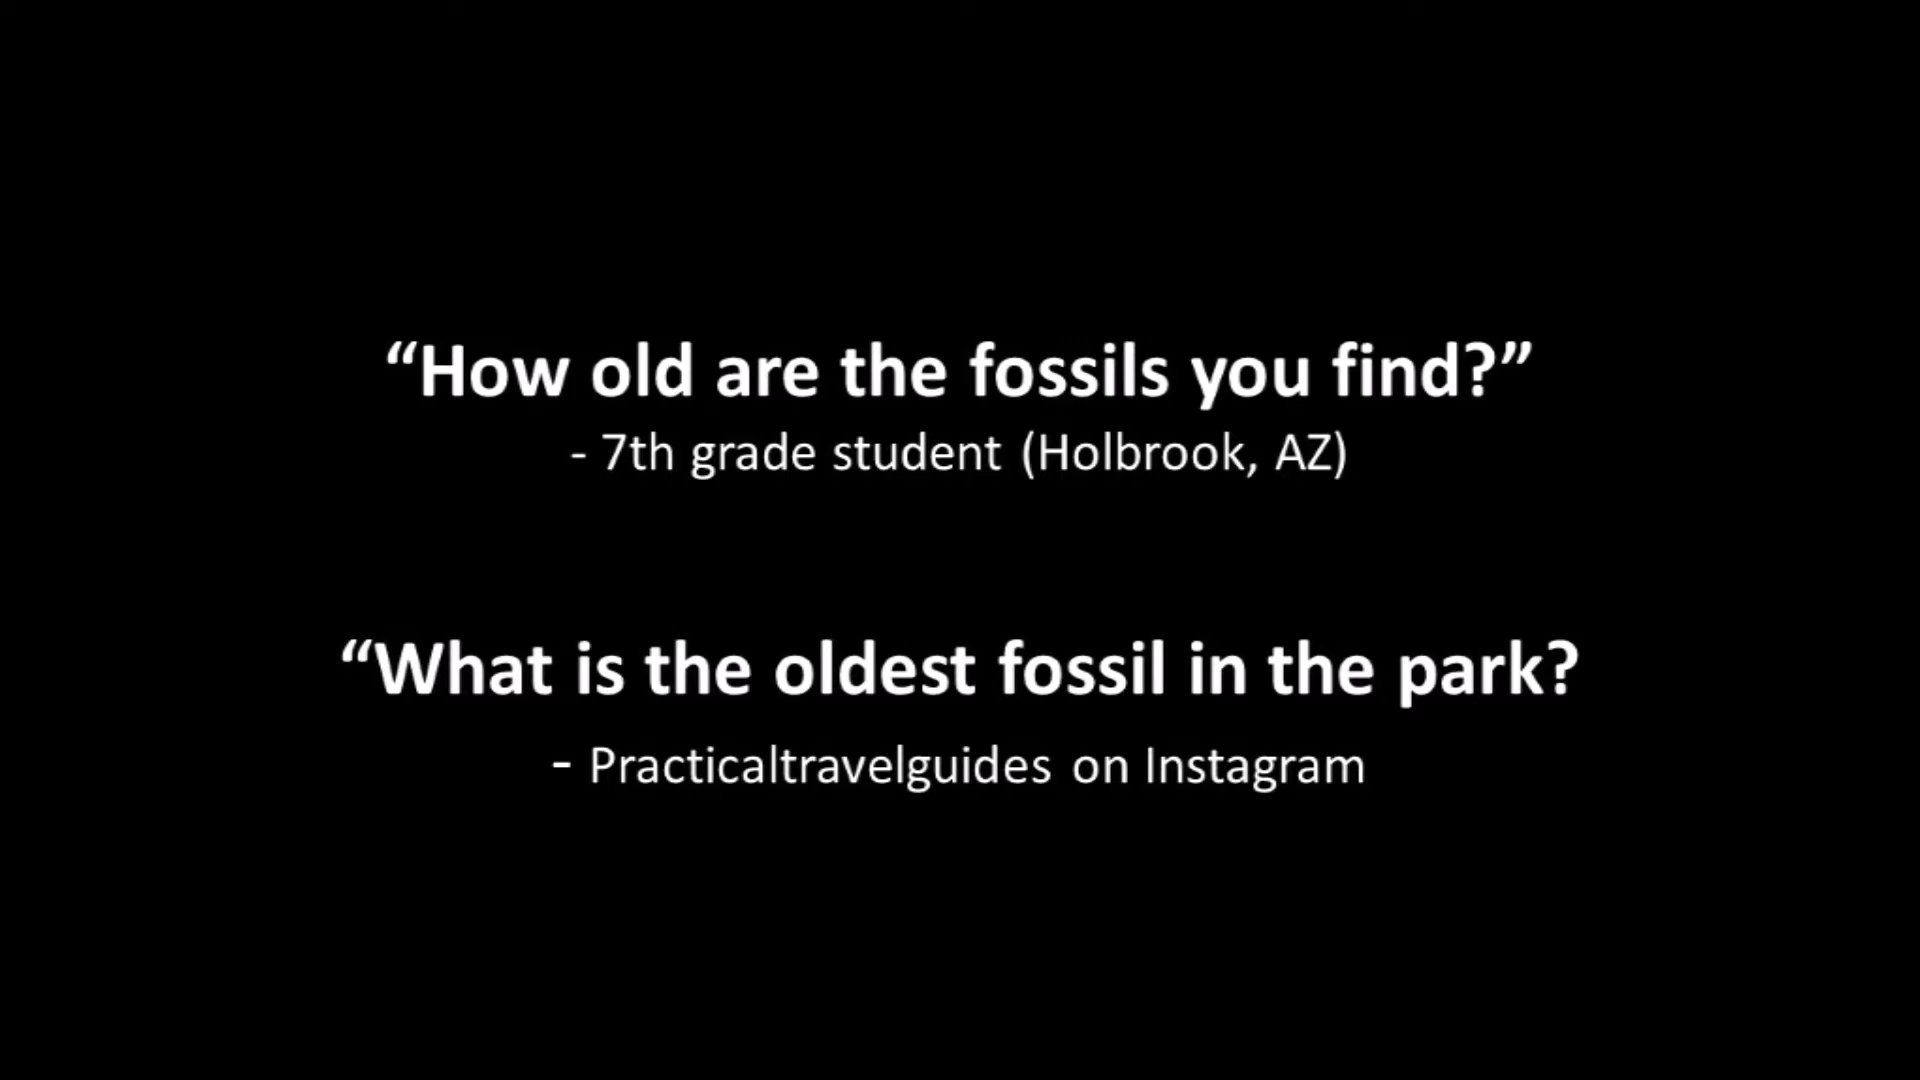 “How old are the fossils you find?”
- 7th grade student (Holbrook, AZ)
“What is the oldest fossil in the park?
- Practicaltravelguides on Instagram